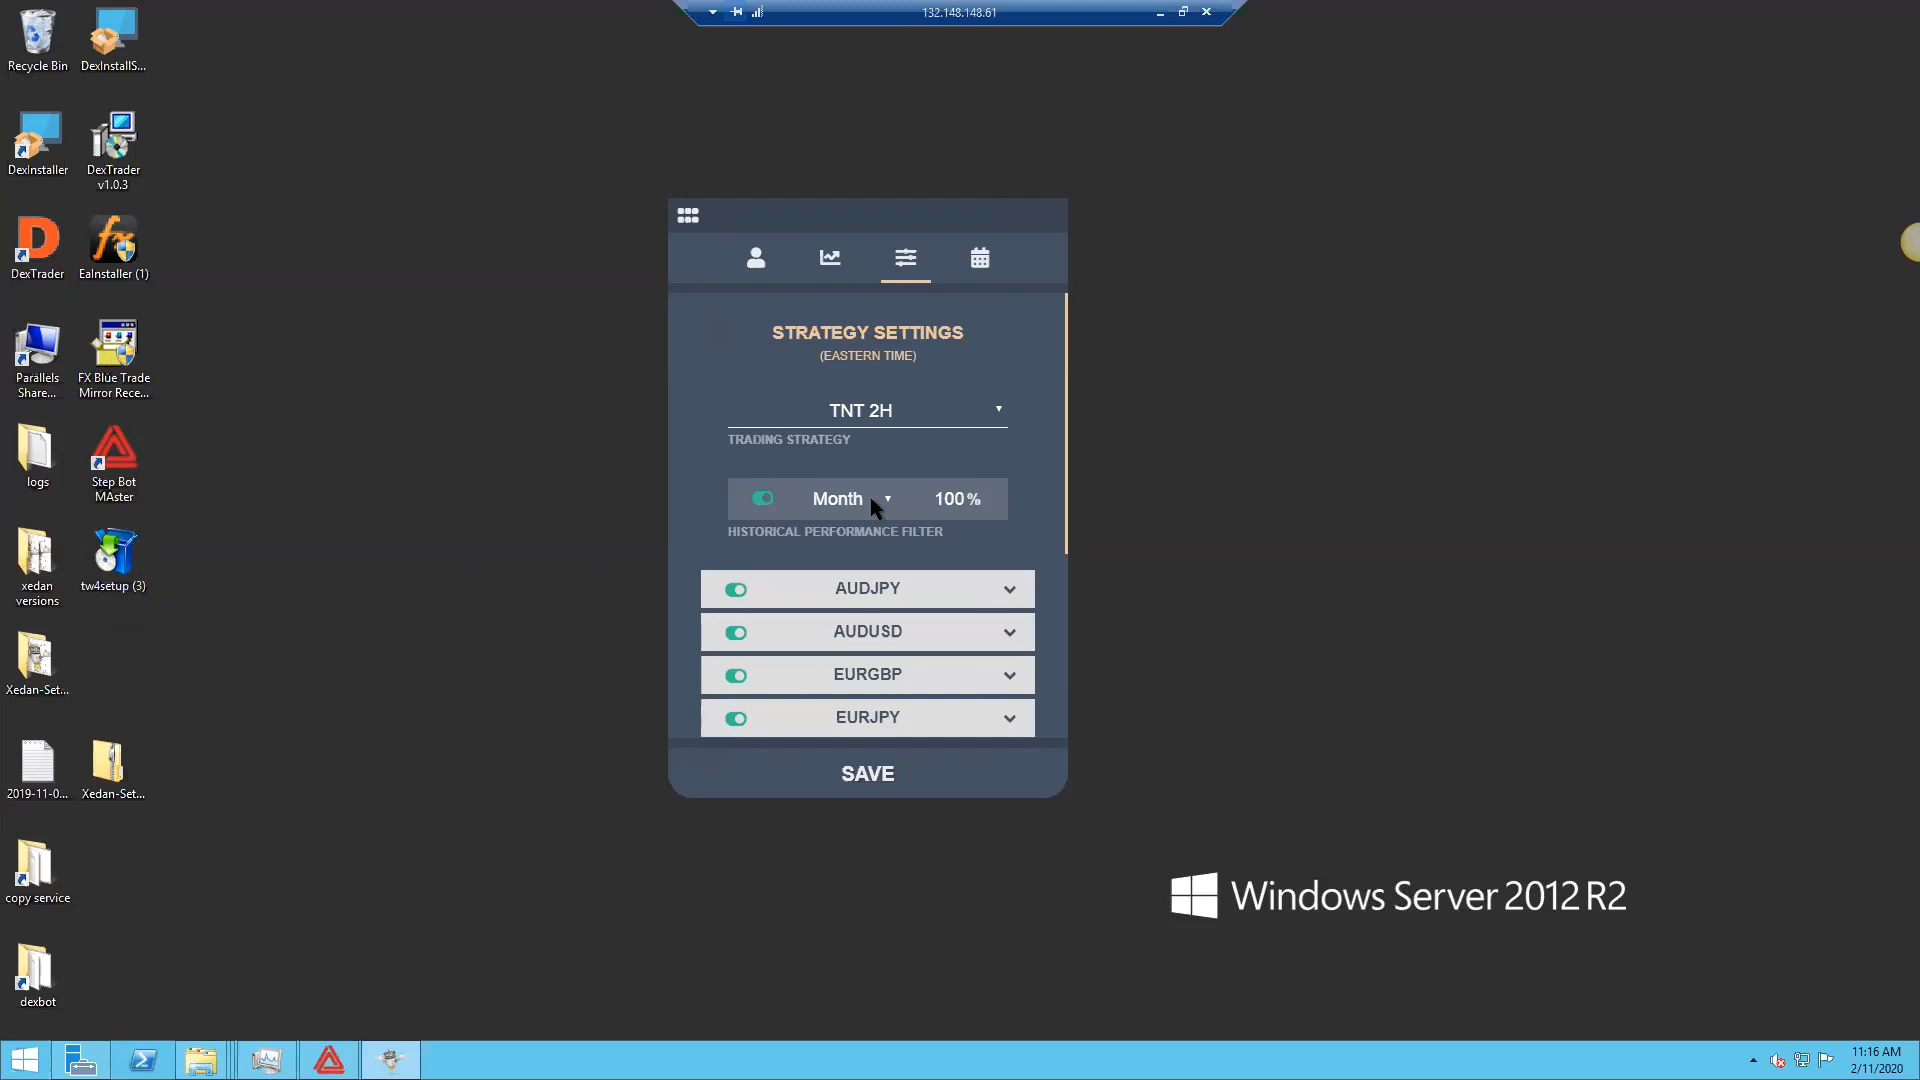 132.148.148.61
Recycle Bin
DexInstallS...
DexInstaller
DexTrader
v1.0.3
DexTrader
EaInstaller (1)
Parallels
Share...
FX Blue Trade
Mirror Rece...
logs
Step Bot
MAster
xedan
versions
tw4setup (3)
Xedan-Set...
2019-11-0...
Xedan-Set...
copy service
dexbot
STRATEGY SETTINGS
(EASTERN TIME)
TNT 2H
TRADING STRATEGY
Month
100%
HISTORICAL PERFORMANCE FILTER
AUDJPY
AUDUSD
EURGBP
EURJPY
SAVE
Windows Server 2012 R2
11:16 AM
2/11/2020